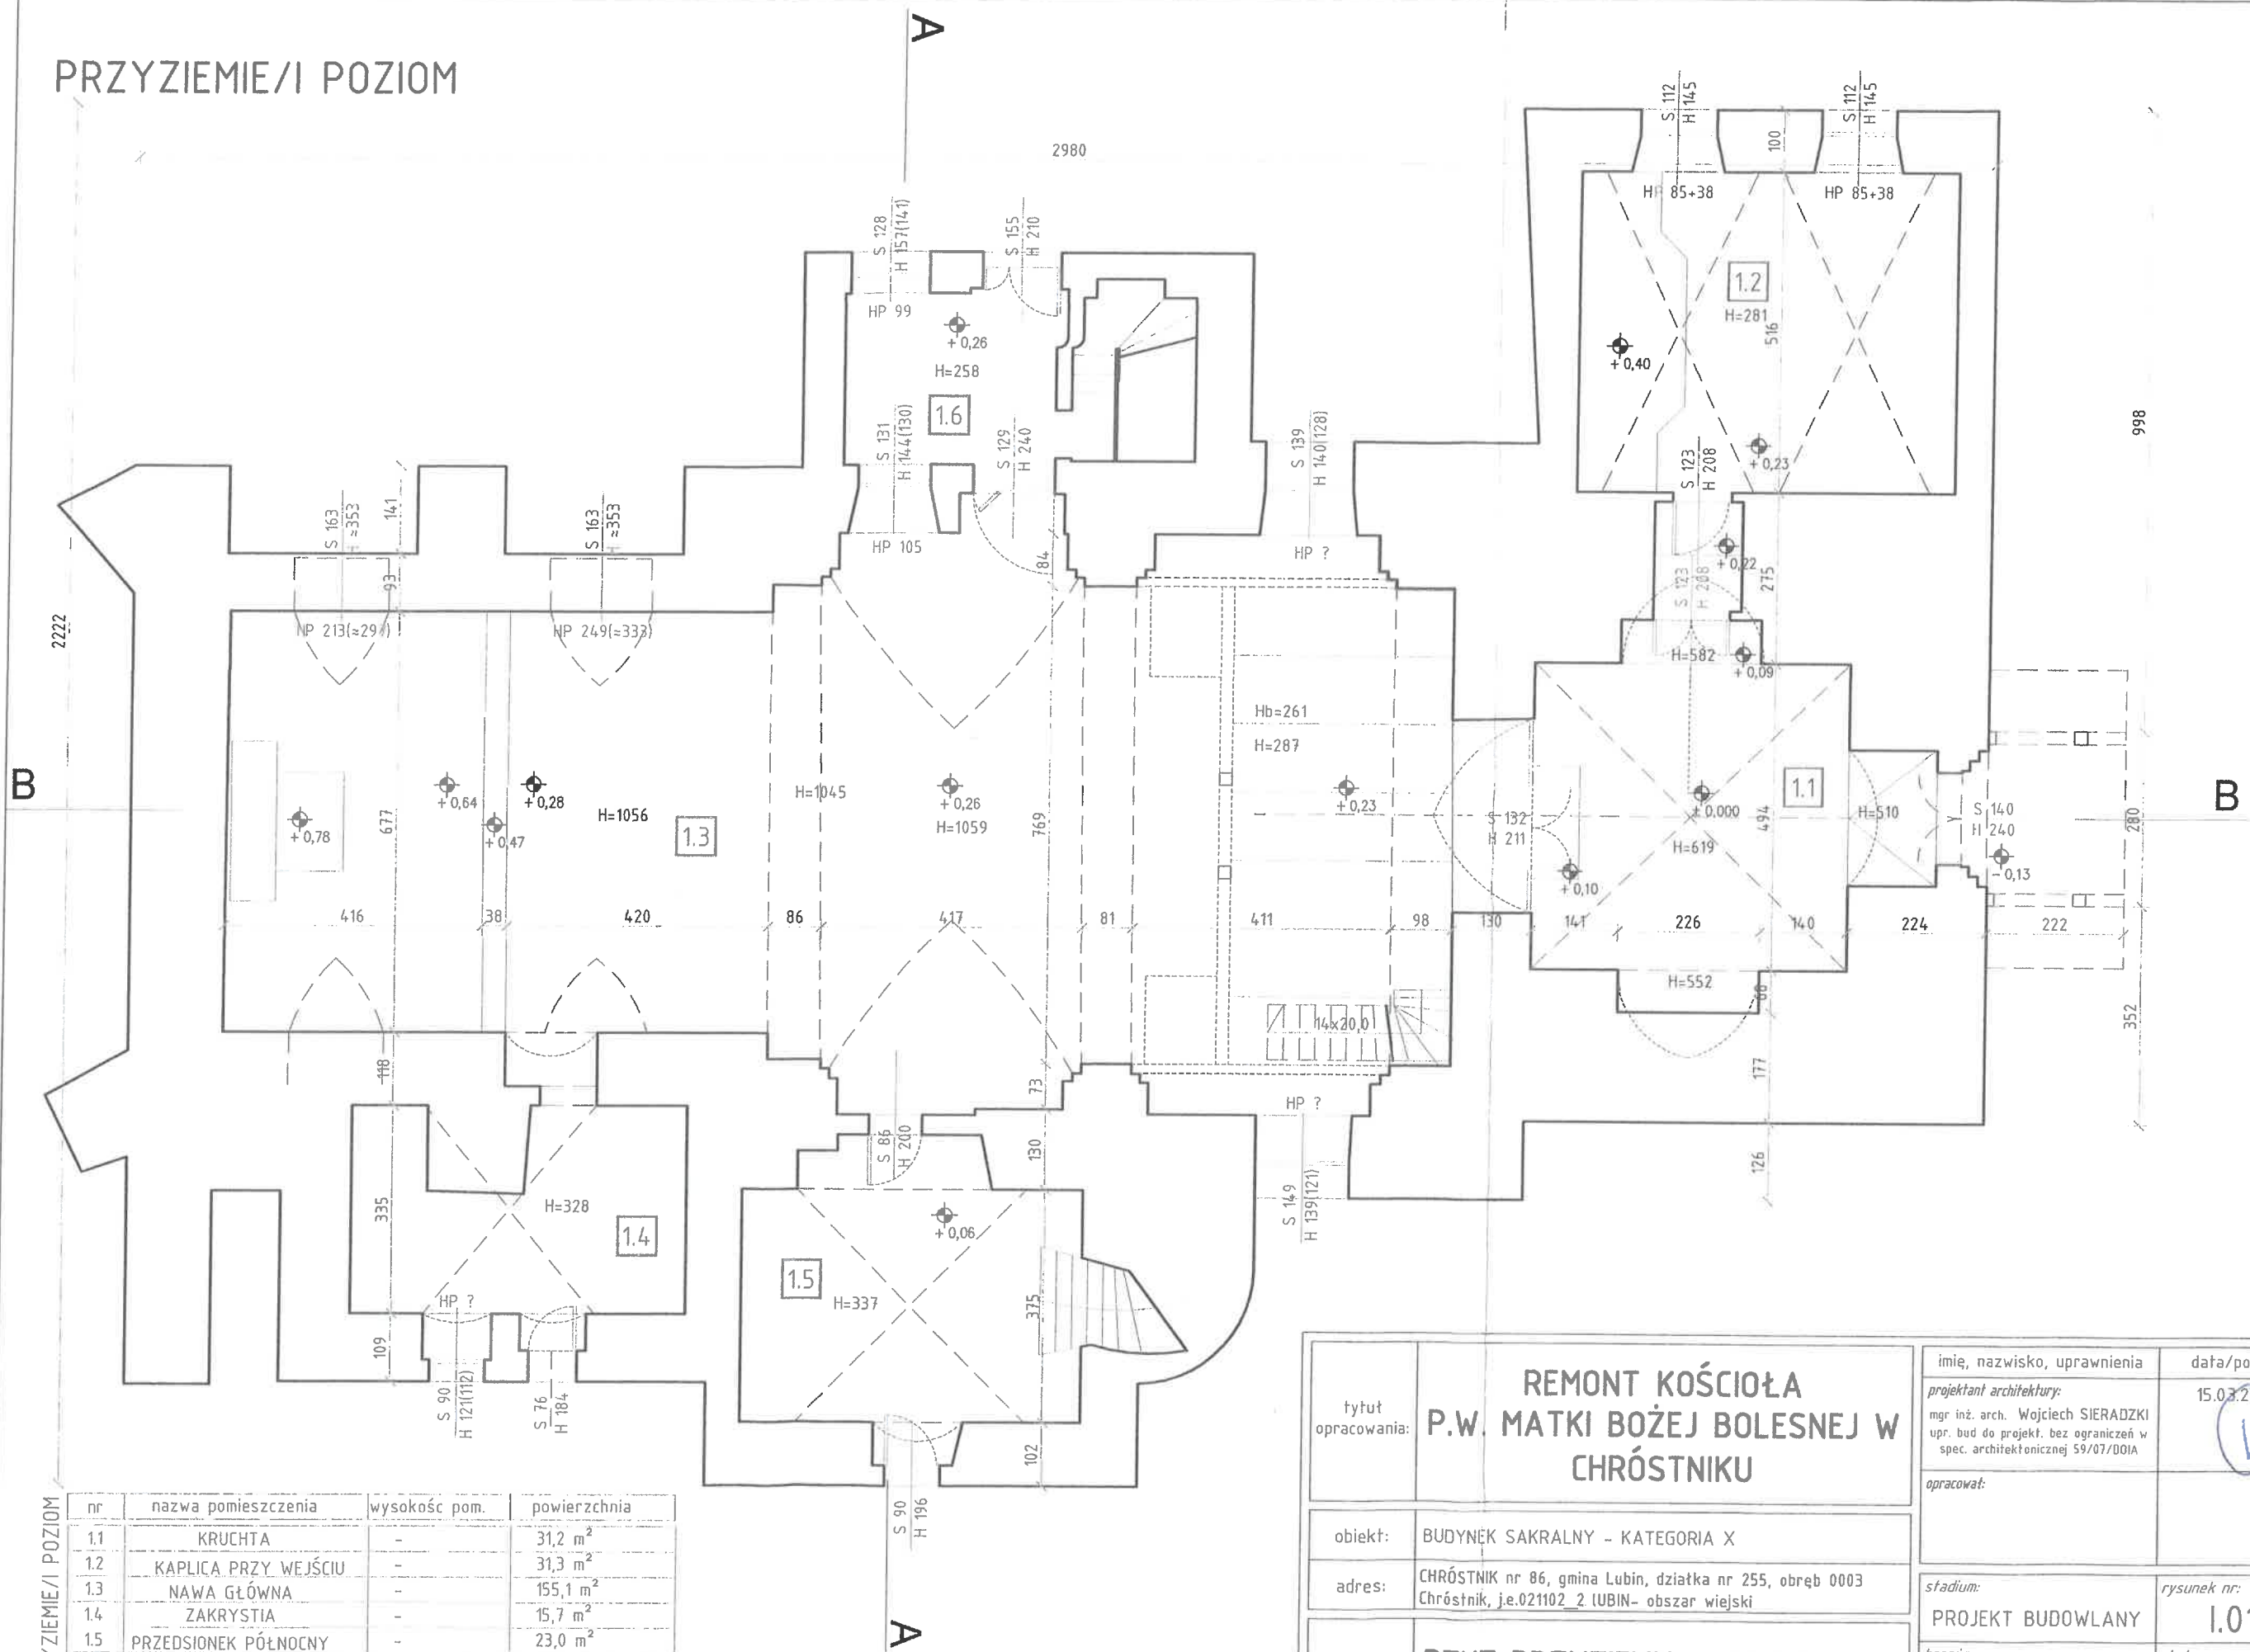 PRZYZIEMIE/I POZIOM
A
2980
S 112
H 145
S 112
H 145
100
HP 85+38
HP 85+38
1.2
H=281
516
+0,40
+0,23
998
S 128
H 157(141)
S 155
H 210
HP 99
+0,26
H=258
1.6
S 131
H 144(130)
S 129
H 240
HP 105
84
S 139
H 140(128)
HP ?
S 123
H 208
+0,22
S 123
H 208
275
H=582
+0,09
141
S 163
H ≈353
S 163
H ≈353
93
2222
HP 249(≈333)
Hb=261
H=287
B
+0,78
+0,64
+0,47
+0,28
677
H=1056
1.3
H=1045
+0,26
H=1059
769
+0,23
S 132
H 211
+0,10
1.1
±0.000
494
H=619
H=510
S 140
H 240
-0,13
280
B
416
38
420
86
417
81
411
98
130
141
226
140
224
222
H=552
352
14x20,0
118
73
HP ?
177
S 86
H 200
130
126
S 149
H 139(121)
335
H=328
1.4
+0,06
1.5
H=337
375
HP ?
109
S 90
H 121(112)
S 76
H 184
102
S 90
H 196
A
nr nazwa pomieszczenia wysokośc pom. powierzchnia
1.1 KRUCHTA - 31,2 m²
1.2 KAPLICA PRZY WEJŚCIU - 31,3 m²
1.3 NAWA GŁÓWNA - 155,1 m²
1.4 ZAKRYSTIA - 15,7 m²
1.5 PRZEDSIONEK PÓŁNOCNY - 23,0 m²
YZIEMIE/I POZIOM
tytuł
opracowania:
REMONT KOŚCIOŁA
P.W. MATKI BOŻEJ BOLESNEJ W
CHRÓSTNIKU
obiekt: BUDYNEK SAKRALNY - KATEGORIA X
adres: CHRÓSTNIK nr 86, gmina Lubin, działka nr 255, obręb 0003
Chróstnik, j.e.021102_2 LUBIN- obszar wiejski
imię, nazwisko, uprawnienia data/po
projektant architektury: 15.03.2
mgr inż. arch. Wojciech SIERADZKI
upr. bud do projekt. bez ograniczeń w
spec. architektonicznej 59/07/DOIA
opracował:
stadium: rysunek nr:
PROJEKT BUDOWLANY I.0